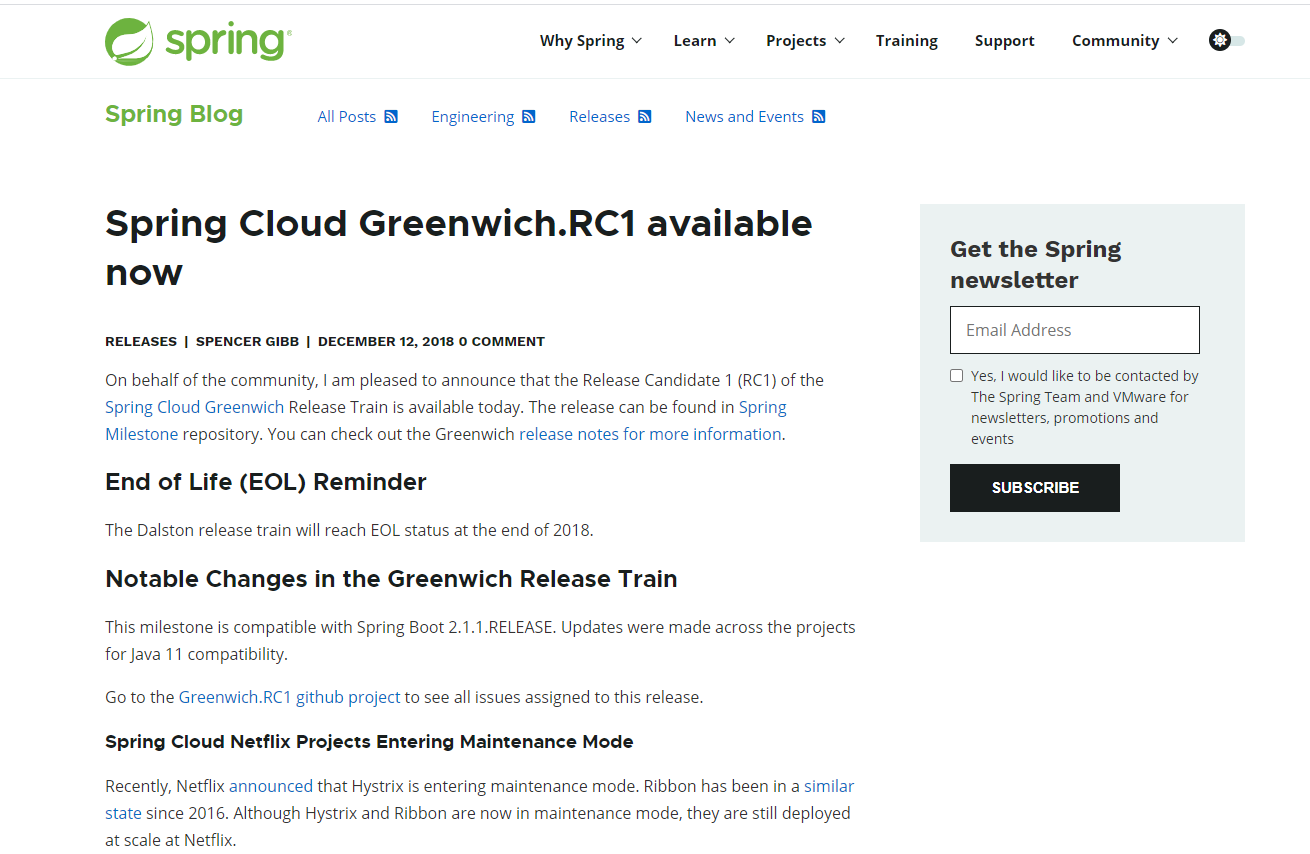 spring
Why Spring Learn Projects Training Support Community
Spring Blog
All Posts Engineering Releases News and Events
Spring Cloud Greenwich.RC1 available
now
RELEASES | SPENCER GIBB | DECEMBER 12, 2018 0 COMMENT
On behalf of the community, I am pleased to announce that the Release Candidate 1 (RC1) of the
Spring Cloud Greenwich Release Train is available today. The release can be found in Spring
Milestone repository. You can check out the Greenwich release notes for more information.
End of Life (EOL) Reminder
The Dalston release train will reach EOL status at the end of 2018.
Notable Changes in the Greenwich Release Train
This milestone is compatible with Spring Boot 2.1.1.RELEASE. Updates were made across the projects
for Java 11 compatibility.
Go to the Greenwich.RC1 github project to see all issues assigned to this release.
Spring Cloud Netflix Projects Entering Maintenance Mode
Recently, Netflix announced that Hystrix is entering maintenance mode. Ribbon has been in a similar
state since 2016. Although Hystrix and Ribbon are now in maintenance mode, they are still deployed
at scale at Netflix.
Get the Spring
newsletter
Email Address
Yes, I would like to be contacted by
The Spring Team and VMware for
newsletters, promotions and
events
SUBSCRIBE